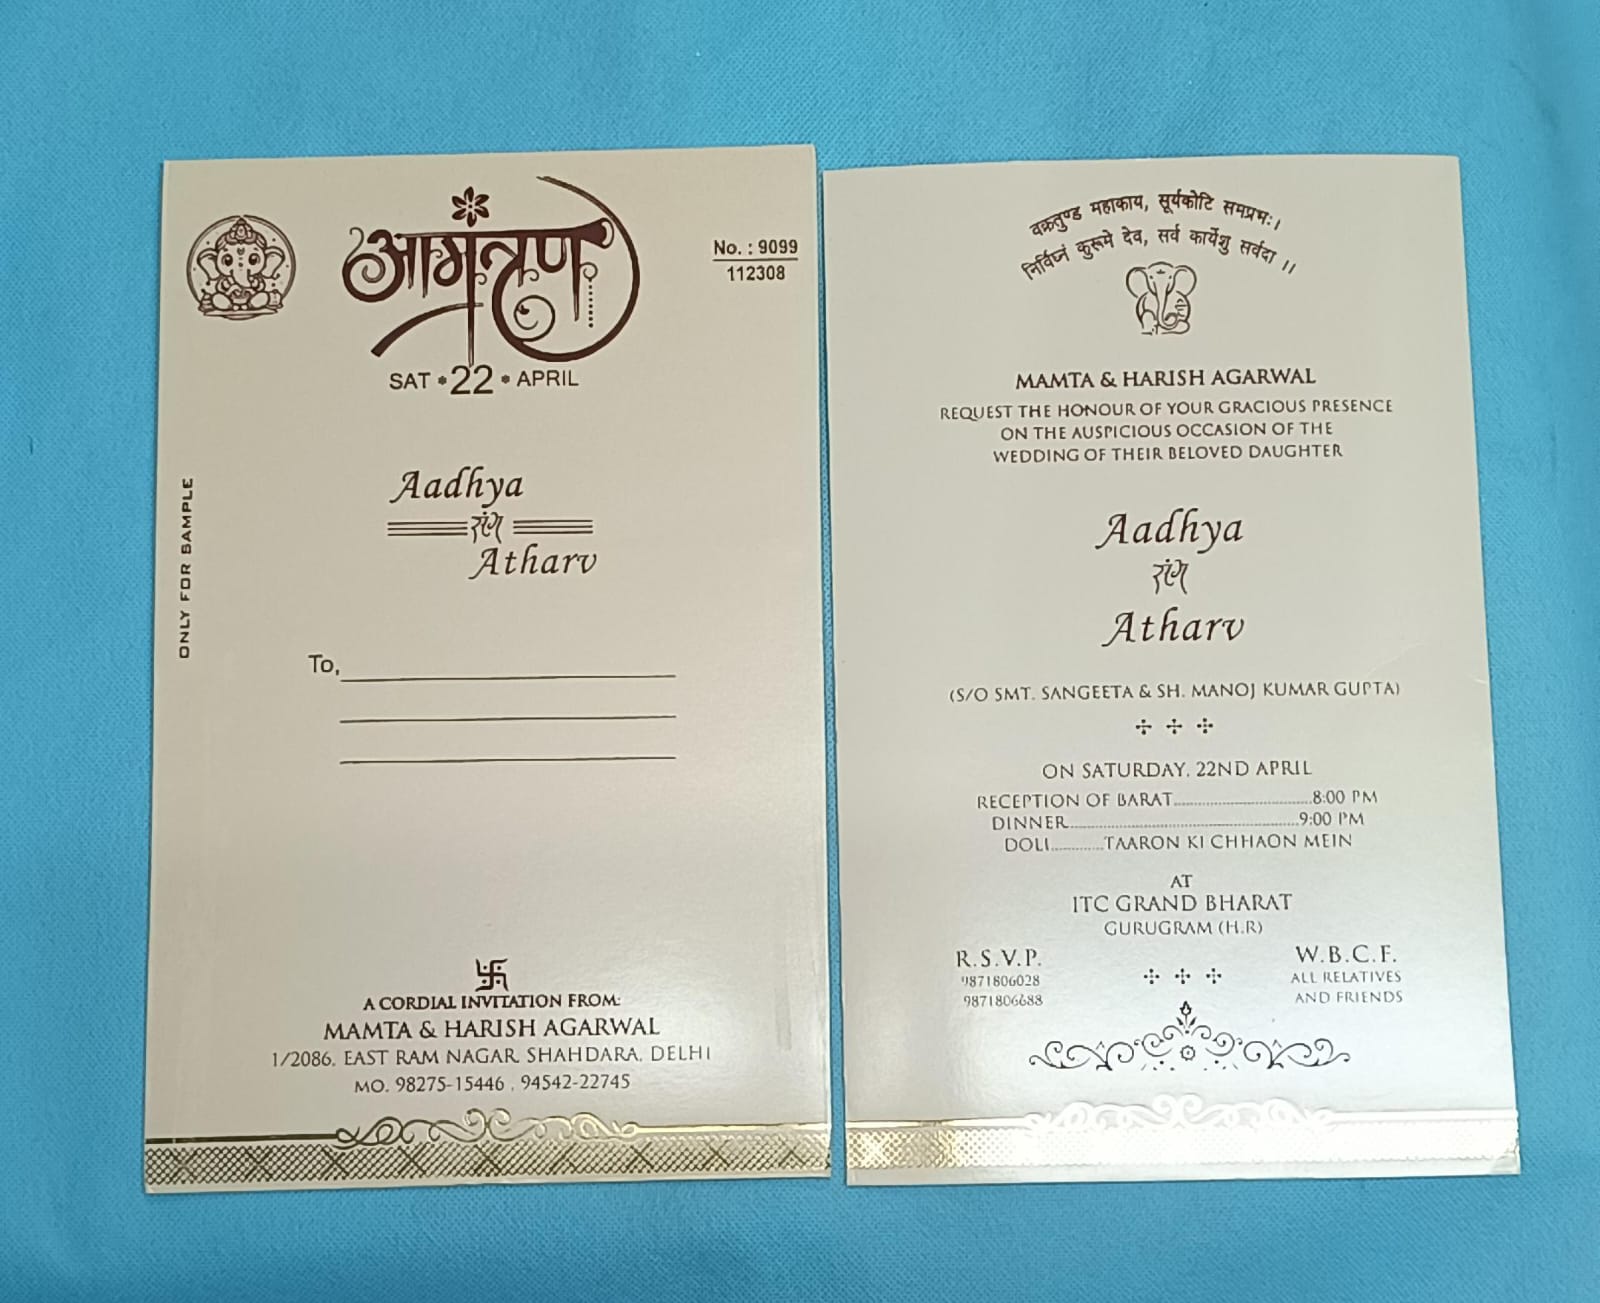 आमंत्रण
No. : 9099
112308
SAT * 22 * APRIL
ONLY FOR SAMPLE
Aadhya
संग
Atharv
To,
A CORDIAL INVITATION FROM:
MAMTA & HARISH AGARWAL
1/2086, EAST RAM NAGAR SHAHDARA, DELHI
MO. 98275-15446 , 94542-22745
वक्रतुण्ड महाकाय, सूर्यकोटि समप्रभः।
निर्विघ्नं कुरूमे देव, सर्व कार्येशु सर्वदा ।।
MAMTA & HARISH AGARWAL
REQUEST THE HONOUR OF YOUR GRACIOUS PRESENCE
ON THE AUSPICIOUS OCCASION OF THE
WEDDING OF THEIR BELOVED DAUGHTER
Aadhya
संग
Atharv
(S/O SMT. SANGEETA & SH. MANOJ KUMAR GUPTA)
ON SATURDAY, 22ND APRIL
RECEPTION OF BARAT..............................8:00 PM
DINNER..................................................9:00 PM
DOLI............TAARON KI CHHAON MEIN
AT
ITC GRAND BHARAT
GURUGRAM (H.R)
R.S.V.P.
9871806028
9871806688
W.B.C.F.
ALL RELATIVES
AND FRIENDS